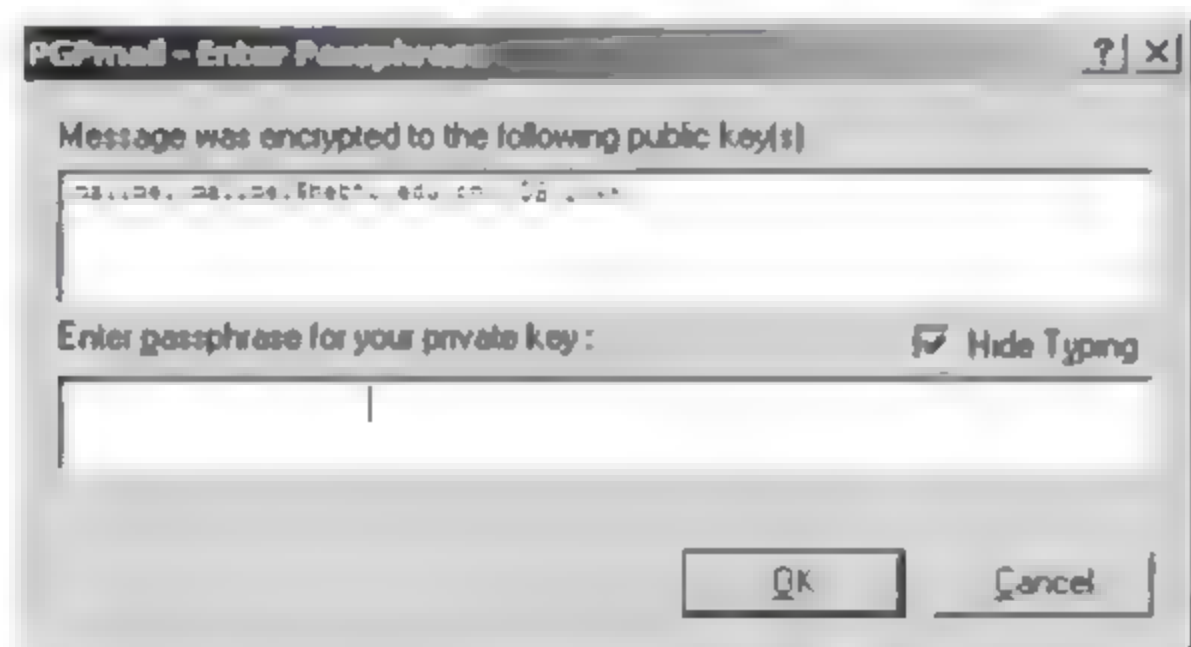 PGPmail - Enter Passphrase
? ×
Message was encrypted to the following public key(s)
Enter passphrase for your private key :
Hide Typing
OK
Cancel